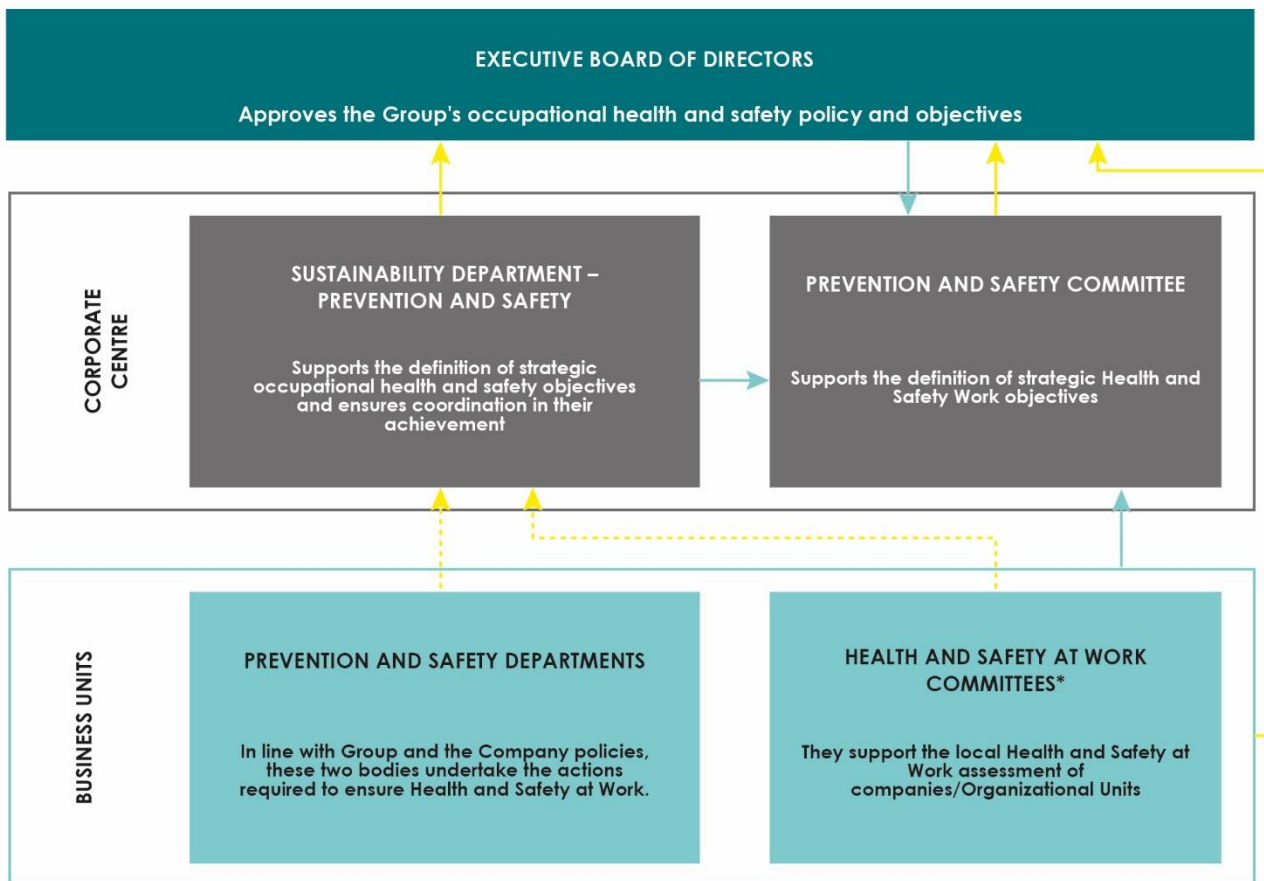 EXECUTIVE BOARD OF DIRECTORS
Approves the Group's occupational health and safety policy and objectives
CORPORATE
CENTRE
SUSTAINABILITY DEPARTMENT –
PREVENTION AND SAFETY
Supports the definition of strategic
occupational health and safety objectives
and ensures coordination in their
achievement
PREVENTION AND SAFETY COMMITTEE
Supports the definition of strategic Health and
Safety Work objectives
BUSINESS UNITS
PREVENTION AND SAFETY DEPARTMENTS
In line with Group and the Company policies,
these two bodies undertake the actions
required to ensure Health and Safety at Work.
HEALTH AND SAFETY AT WORK
COMMITTEES*
They support the local Health and Safety at
Work assessment of
companies/Organizational Units